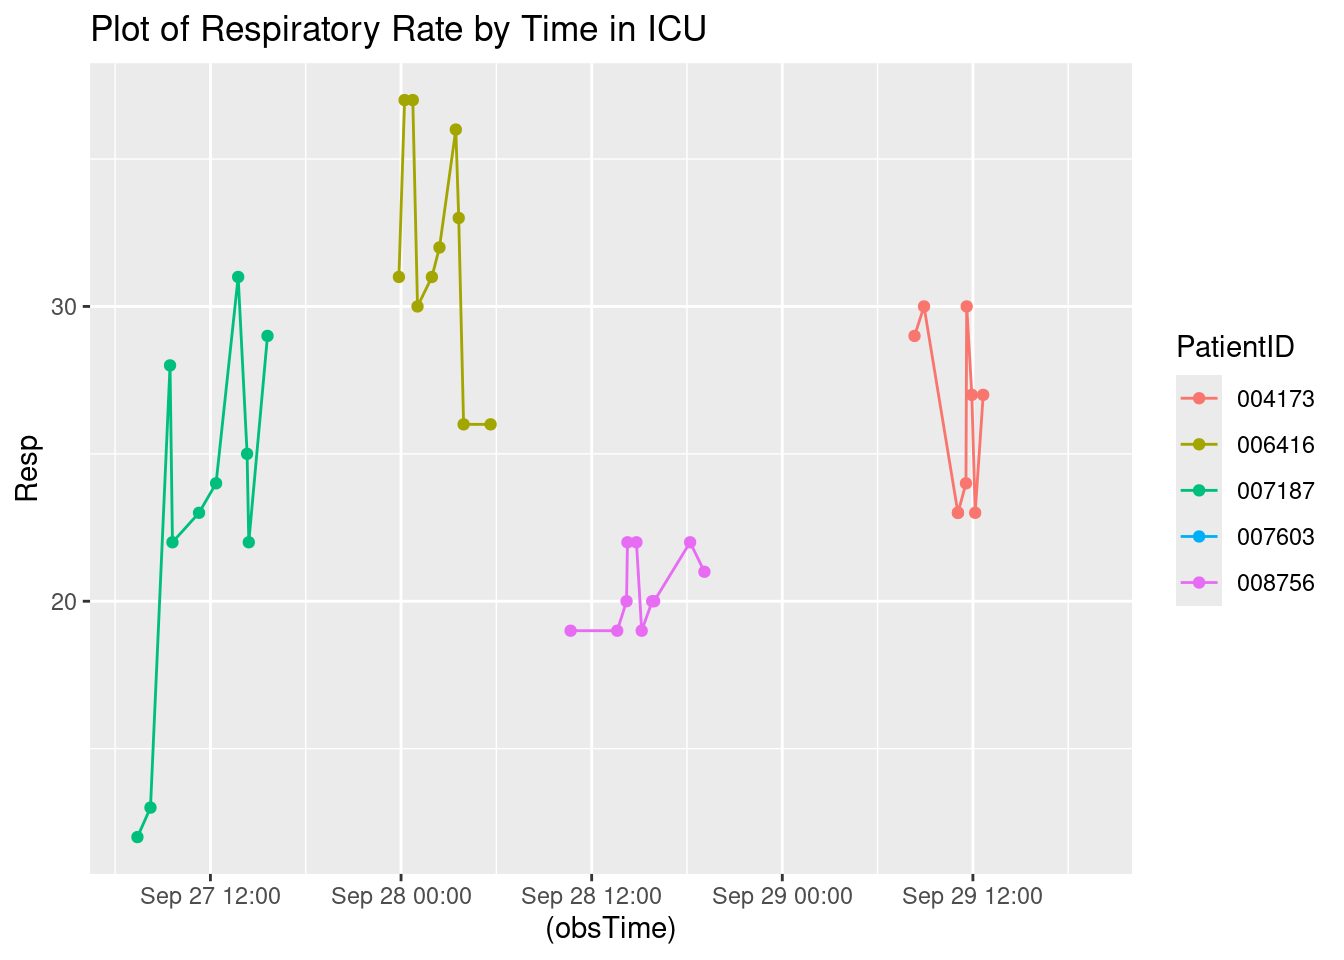 Plot of Respiratory Rate by Time in ICU
Resp
30
20
Sep 27 12:00
Sep 28 00:00
Sep 28 12:00
Sep 29 00:00
Sep 29 12:00
(obsTime)
PatientID
004173
006416
007187
007603
008756